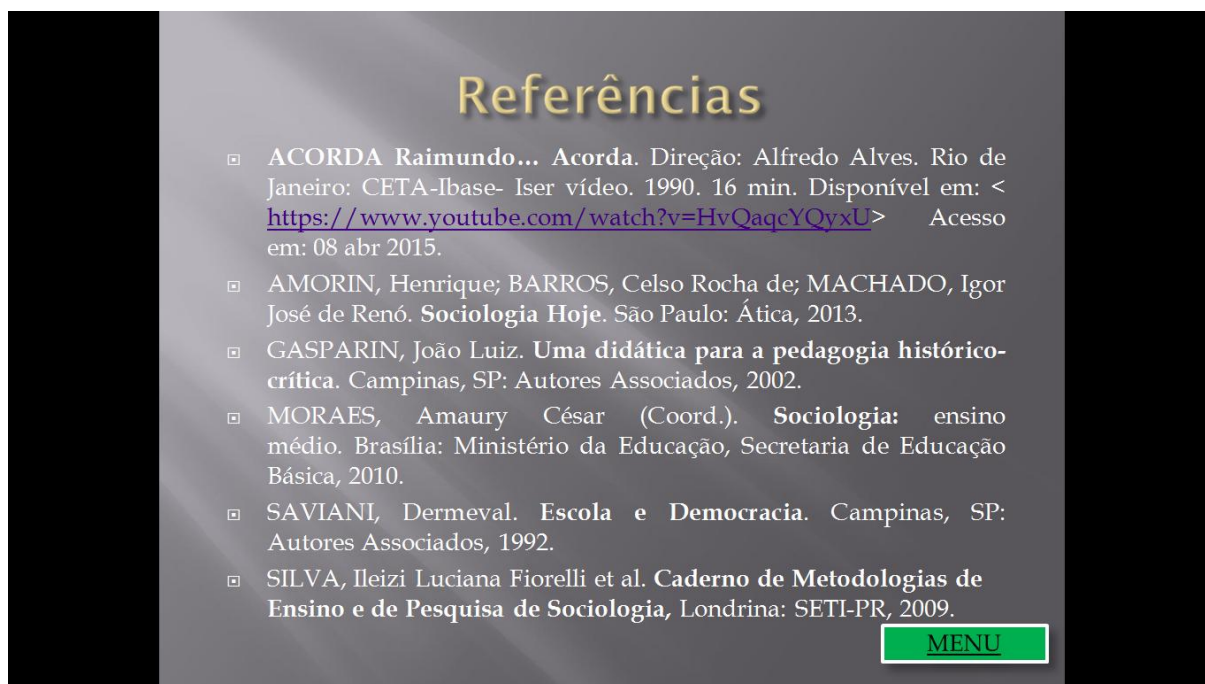 Referências
ACORDA Raimundo... Acorda. Direção: Alfredo Alves. Rio de
Janeiro: CETA-Ibase- Iser vídeo. 1990. 16 min. Disponível em: <
https://www.youtube.com/watch?v=HvQaqcYQyxU> Acesso
em: 08 abr 2015.
AMORIN, Henrique; BARROS, Celso Rocha de; MACHADO, Igor
José de Renó. Sociologia Hoje. São Paulo: Ática, 2013.
GASPARIN, João Luiz. Uma didática para a pedagogia histórico-
crítica. Campinas, SP: Autores Associados, 2002.
MORAES, Amaury César (Coord.). Sociologia: ensino
médio. Brasília: Ministério da Educação, Secretaria de Educação
Básica, 2010.
SAVIANI, Dermeval. Escola e Democracia. Campinas, SP:
Autores Associados, 1992.
SILVA, Ileizi Luciana Fiorelli et al. Caderno de Metodologias de
Ensino e de Pesquisa de Sociologia, Londrina: SETI-PR, 2009.
MENU